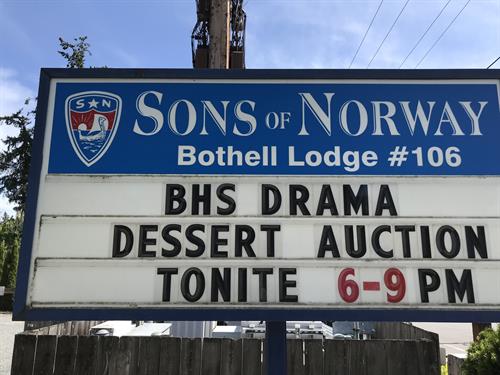 S N
SONS OF NORWAY
Bothell Lodge #106
BHS DRAMA
DESSERT AUCTION
TONITE 6-9 PM